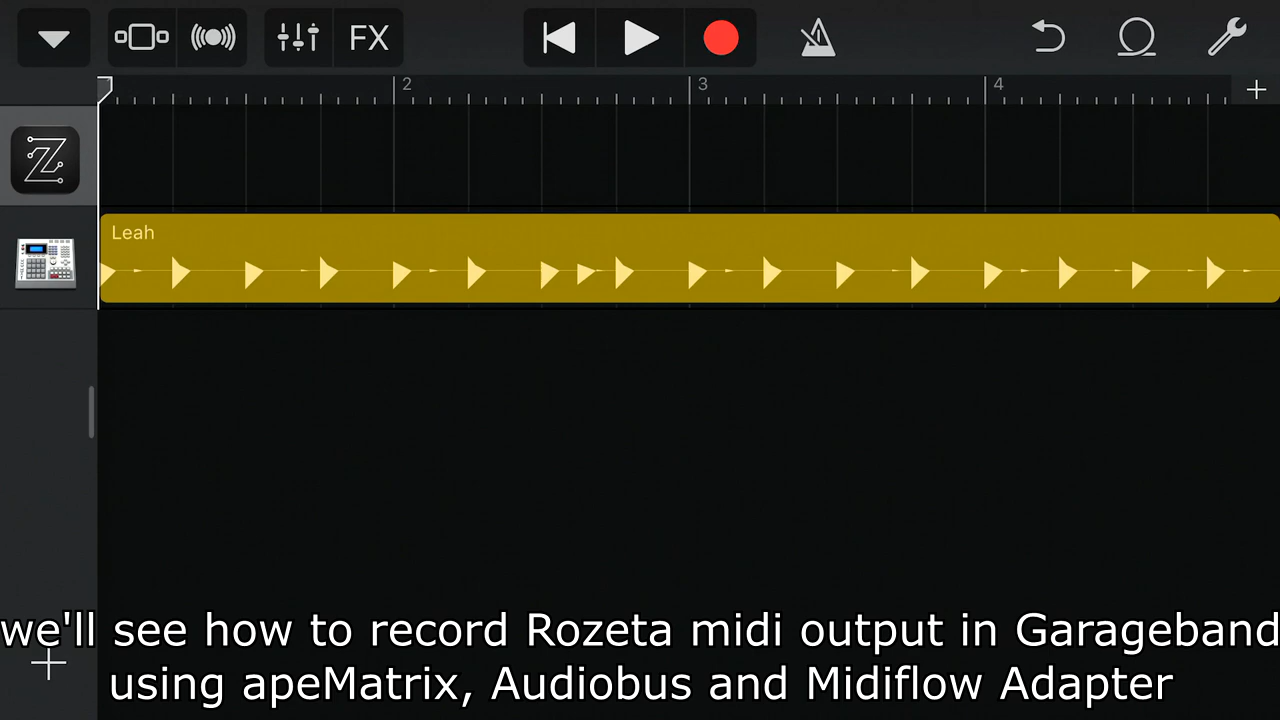 FX
2
3
4
Leah
we'll see how to record Rozeta midi output in Garageband
using apeMatrix, Audiobus and Midiflow Adapter